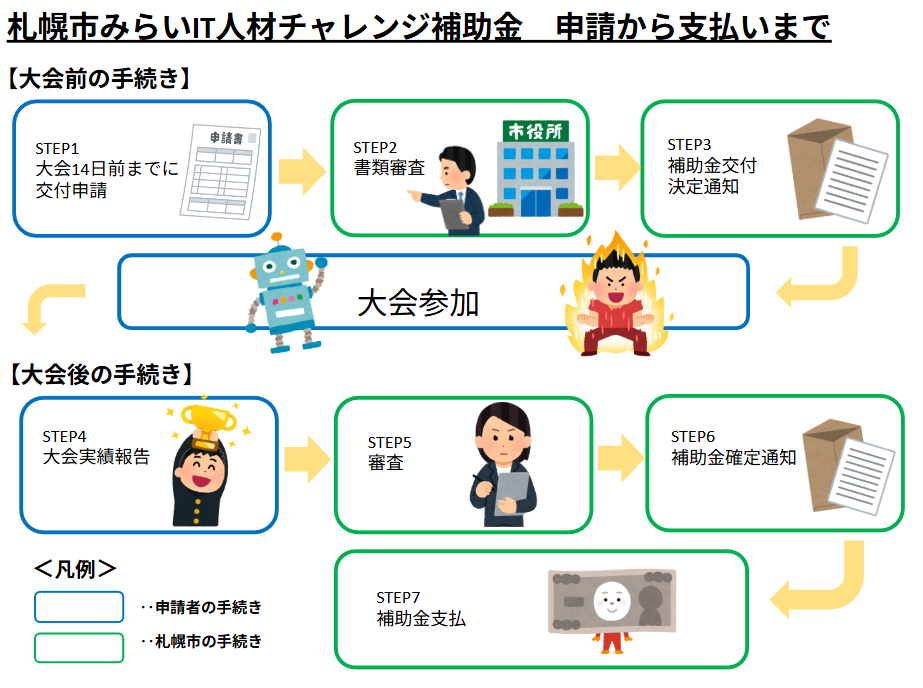 札幌市みらいIT人材チャレンジ補助金　申請から支払いまで
【大会前の手続き】
STEP1
大会14日前までに
交付申請
申請書
STEP2
書類審査
市役所
STEP3
補助金交付
決定通知
大会参加
【大会後の手続き】
STEP4
大会実績報告
STEP5
審査
STEP6
補助金確定通知
STEP7
補助金支払
＜凡例＞
‥申請者の手続き
‥札幌市の手続き